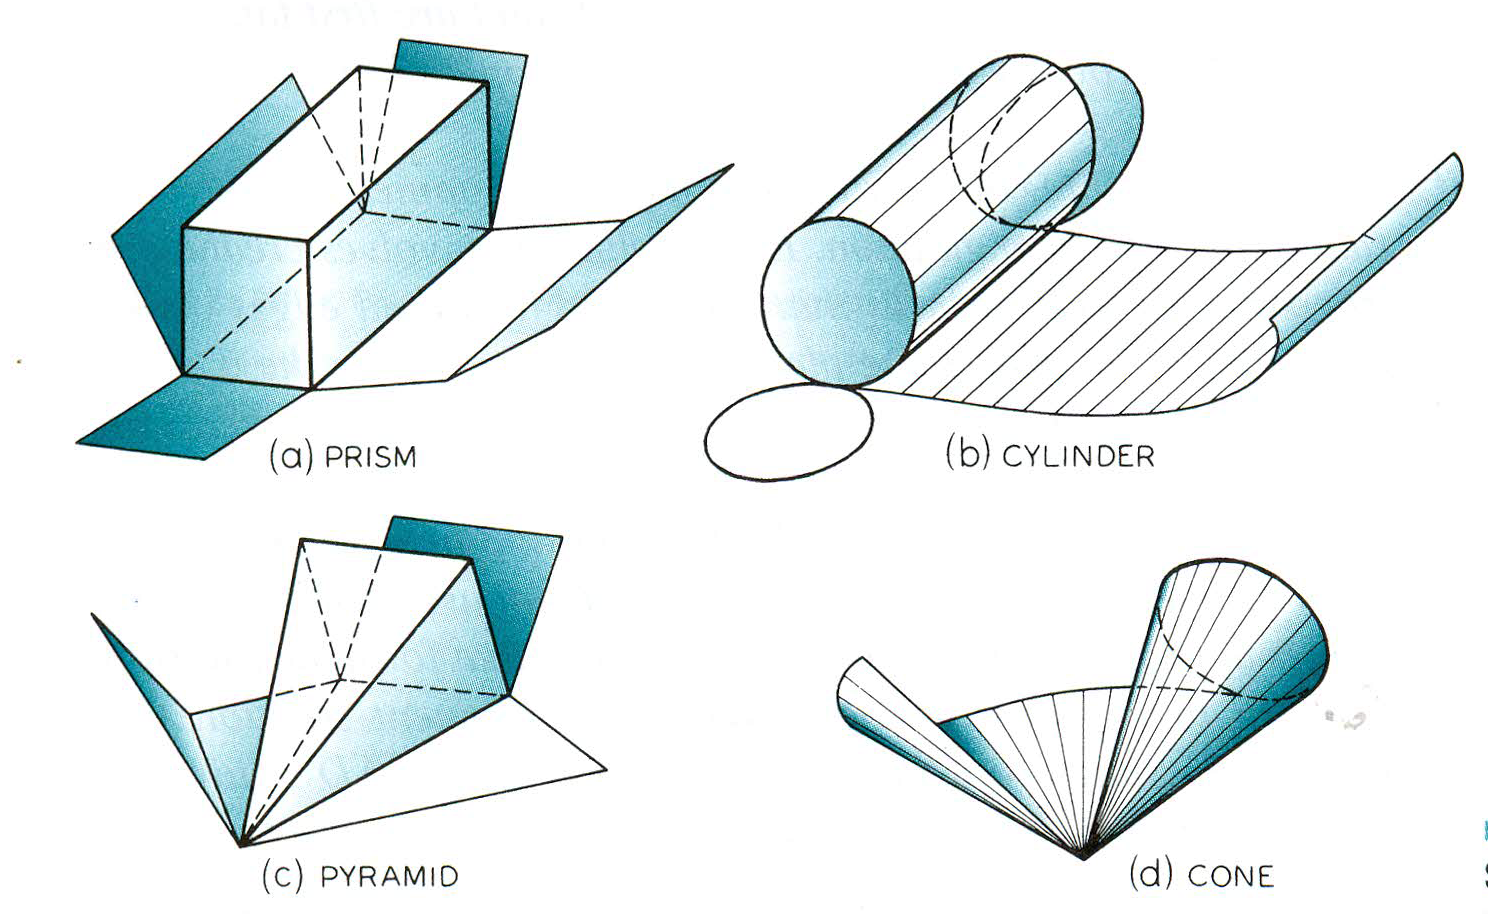 (a) PRISM
(b) CYLINDER
(c) PYRAMID
(d) CONE